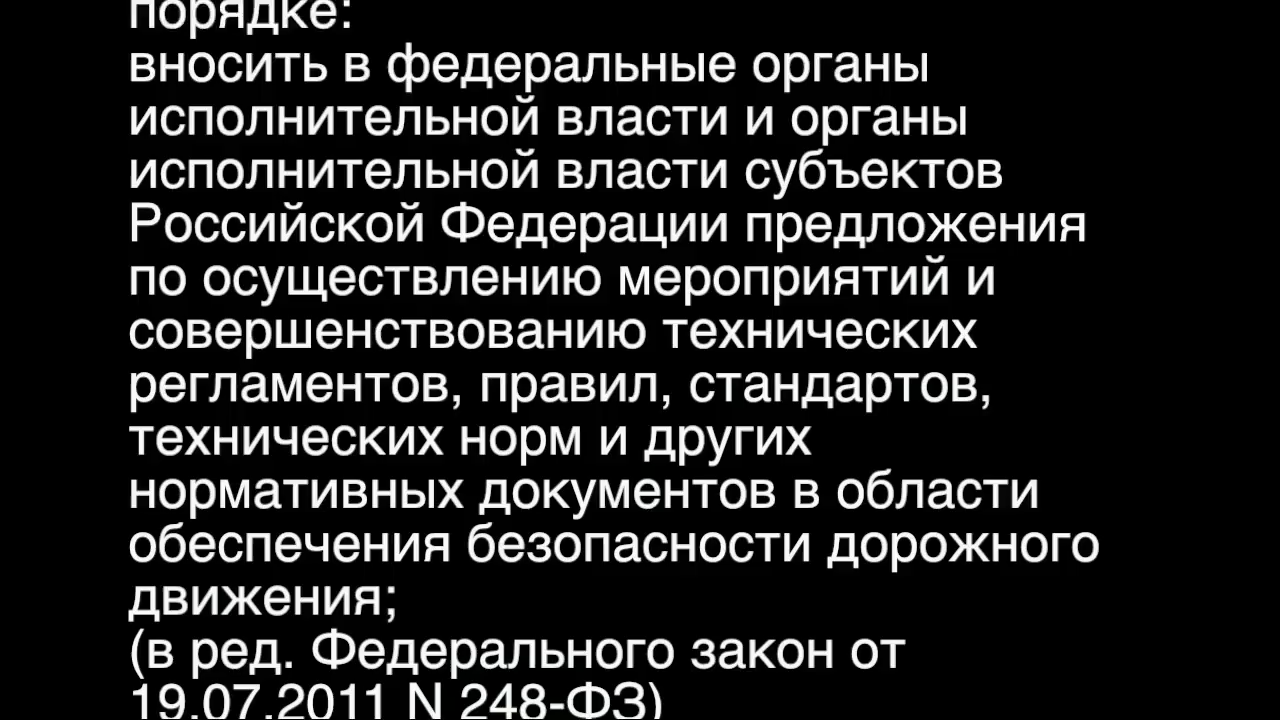 порядке:
вносить в федеральные органы
исполнительной власти и органы
исполнительной власти субъектов
Российской Федерации предложения
по осуществлению мероприятий и
совершенствованию технических
регламентов, правил, стандартов,
технических норм и других
нормативных документов в области
обеспечения безопасности дорожного
движения;
(в ред. Федерального закон от
19.07.2011 N 248-ФЗ)